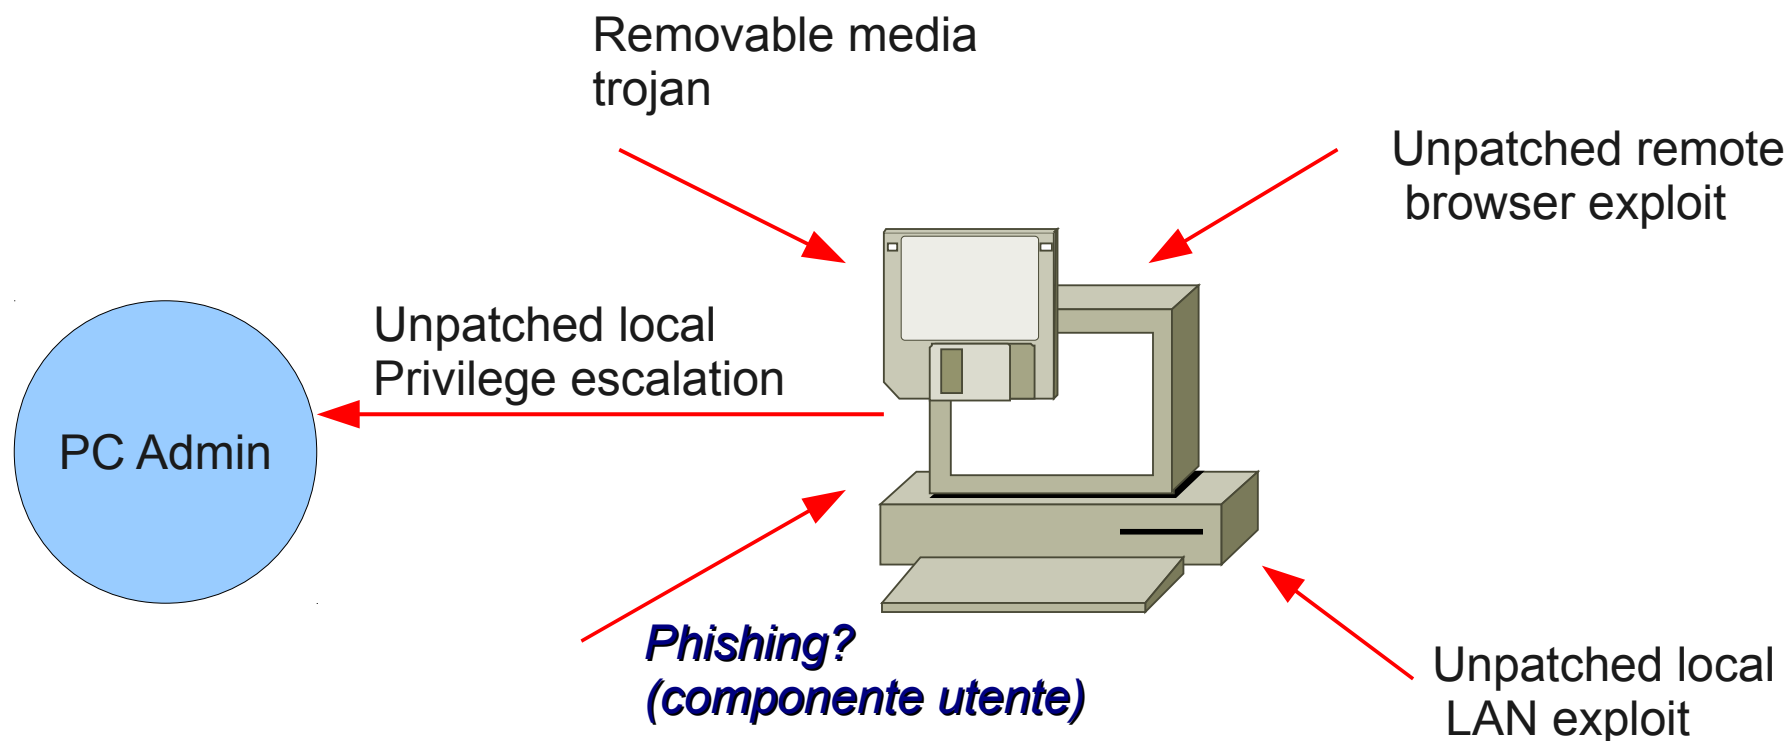 Removable media
trojan
Unpatched remote
browser exploit
Unpatched local
Privilege escalation
PC Admin
Phishing?
(componente utente)
Unpatched local
LAN exploit